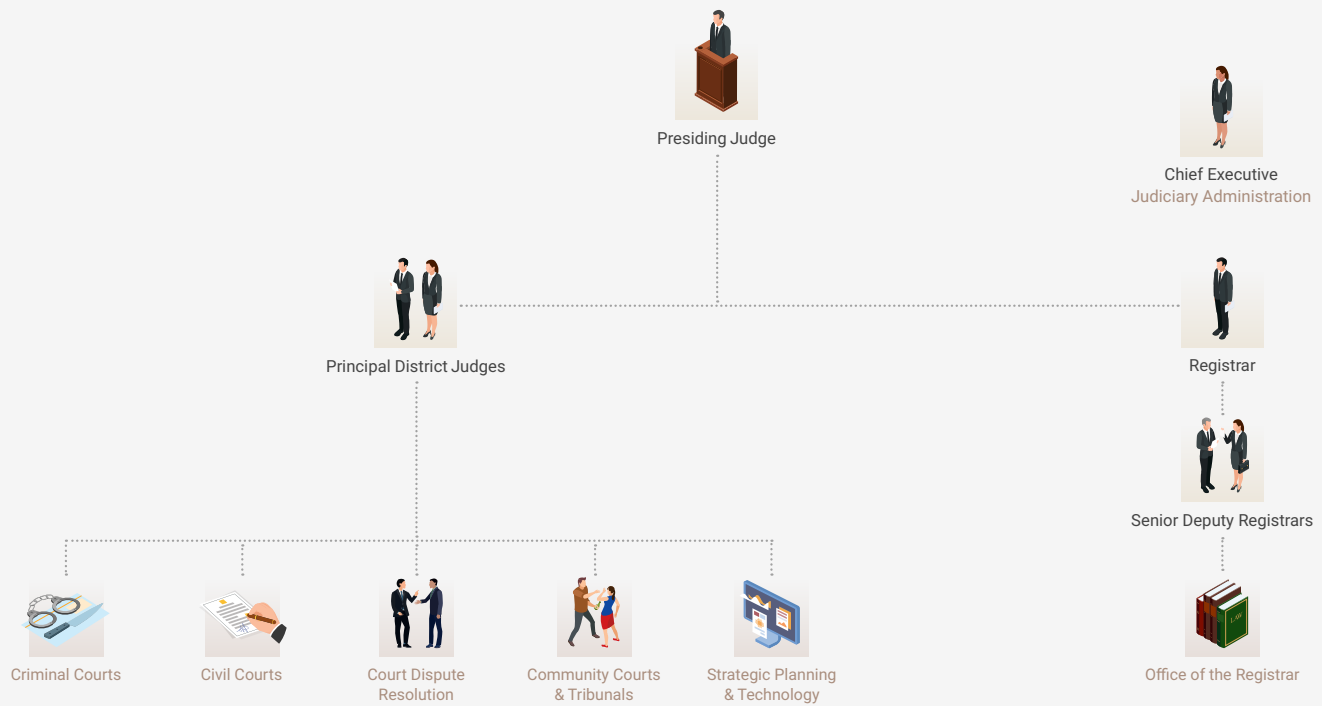 Presiding Judge
Chief Executive
Judiciary Administration
Principal District Judges
Registrar
Senior Deputy Registrars
Criminal Courts
Civil Courts
Court Dispute
Resolution
Community Courts
& Tribunals
Strategic Planning
& Technology
Office of the Registrar
LAW